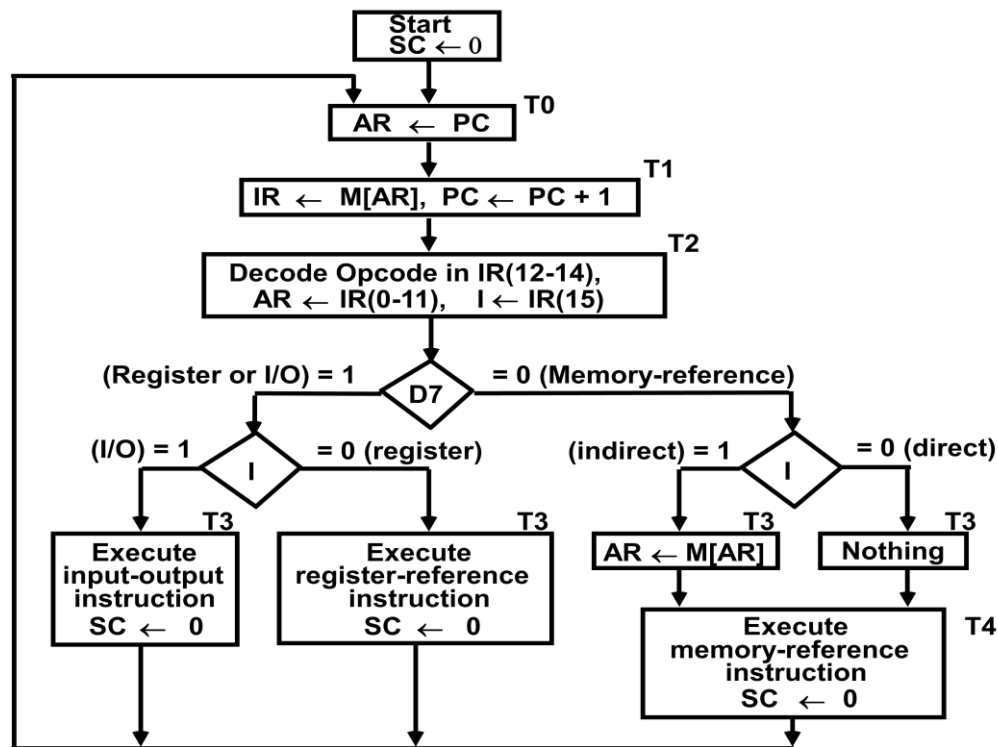 Start
SC ← 0
T0
AR ← PC
T1
IR ← M[AR], PC ← PC + 1
T2
Decode Opcode in IR(12-14),
AR ← IR(0-11), I ← IR(15)
(Register or I/O) = 1
D7
= 0 (Memory-reference)
(I/O) = 1
I
= 0 (register)
(indirect) = 1
I
= 0 (direct)
T3
Execute
input-output
instruction
SC ← 0
T3
Execute
register-reference
instruction
SC ← 0
T3
AR ← M[AR]
T3
Nothing
T4
Execute
memory-reference
instruction
SC ← 0